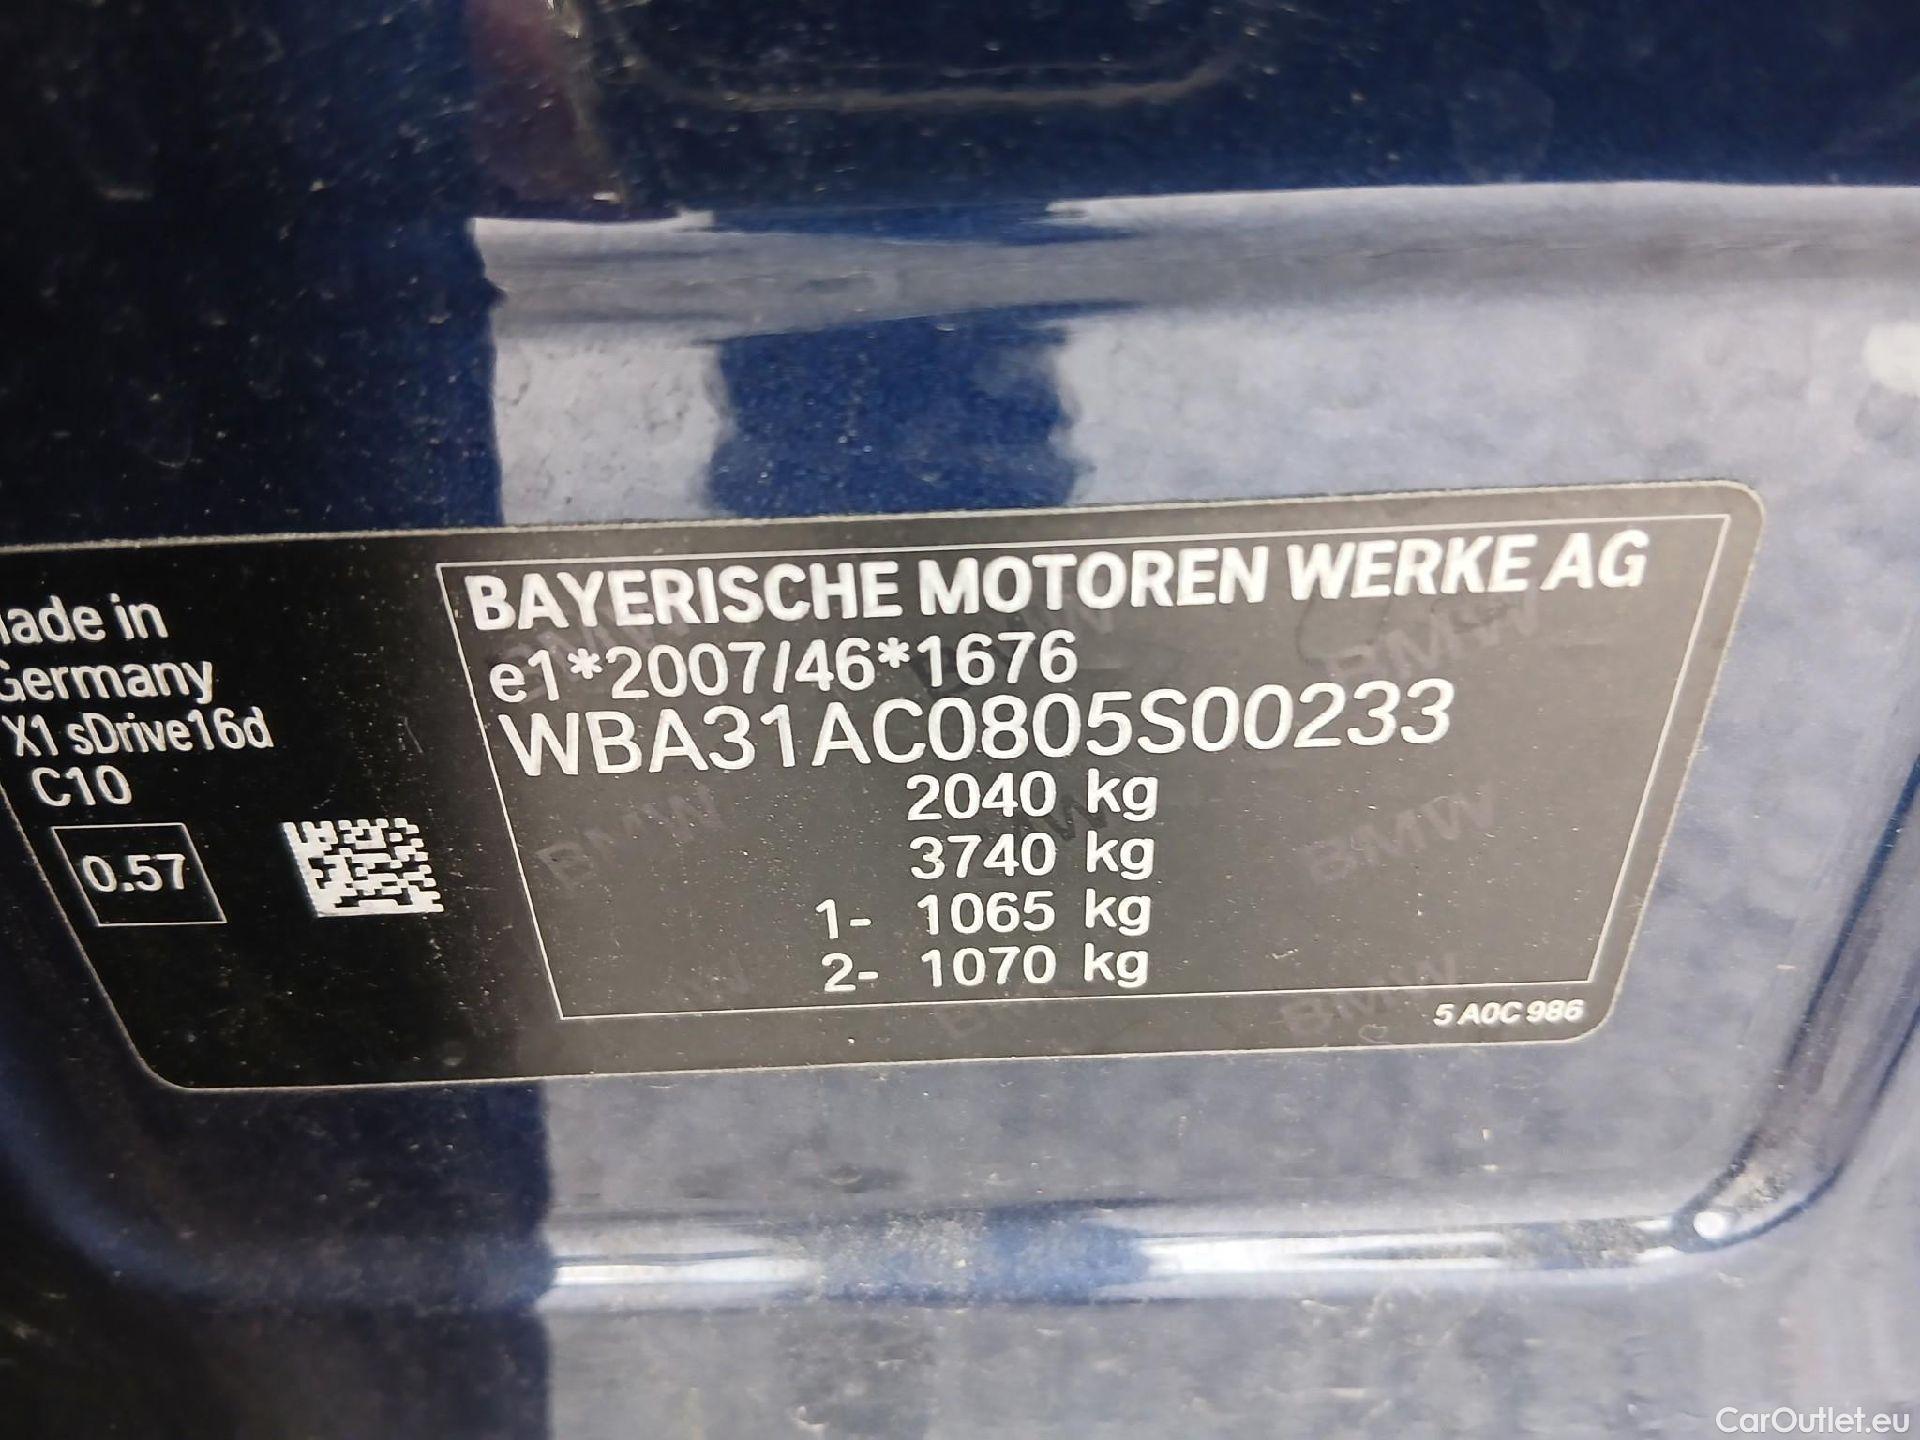 BAYERISCHE MOTOREN WERKE AG
e1*2007/46*1676
WBA31AC0805S00233
2040 kg
3740 kg
1- 1065 kg
2- 1070 kg
5 A0C 986
Made in
Germany
X1 sDrive16d
C10
0.57
CarOutlet.eu